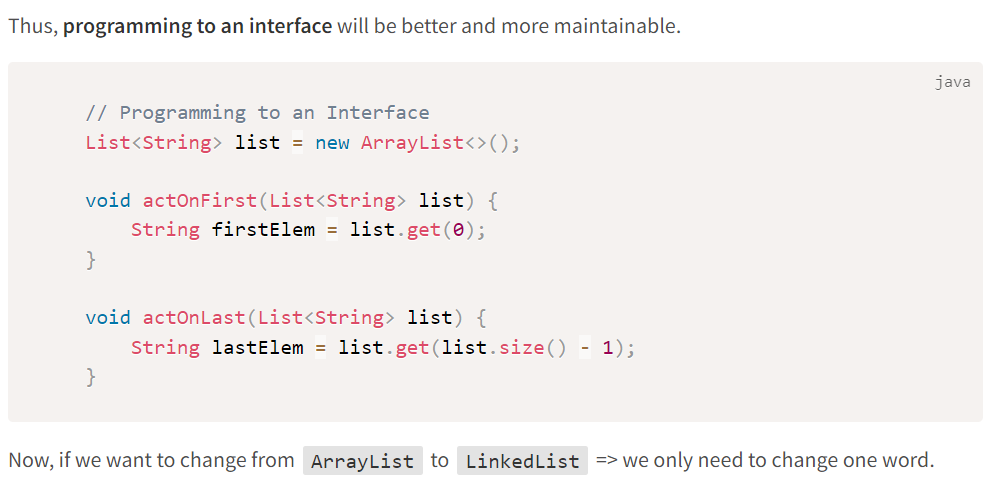 Thus, programming to an interface will be better and more maintainable.
java
// Programming to an Interface
List<String> list = new ArrayList<>();
void actOnFirst(List<String> list) {
String firstElem = list.get(0);
}
void actOnLast(List<String> list) {
String lastElem = list.get(list.size() - 1);
}
Now, if we want to change from ArrayList to LinkedList => we only need to change one word.